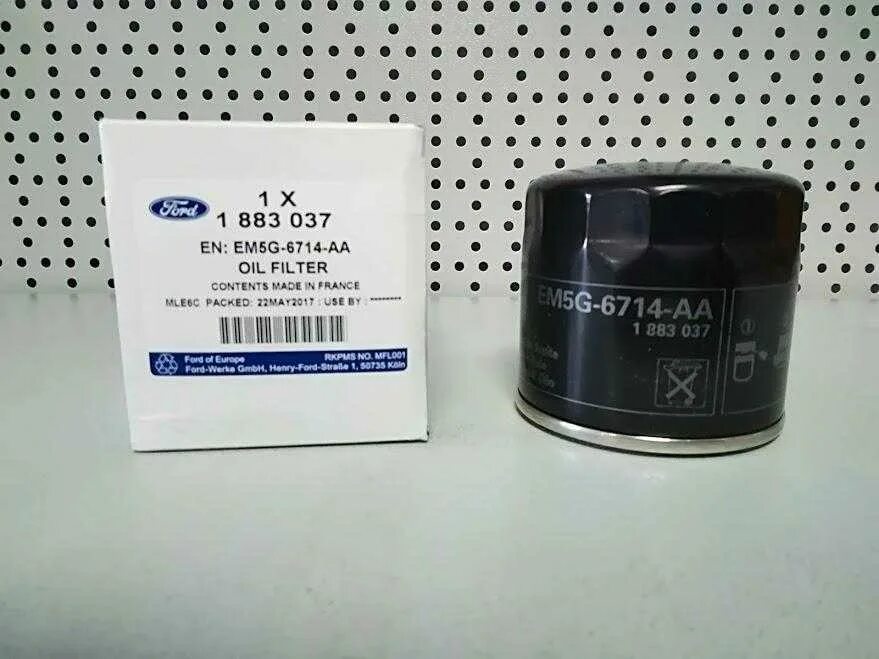 Ford
1 X
1 883 037
EN: EM5G-6714-AA
OIL FILTER
CONTENTS MADE IN FRANCE
MLE6C PACKED: 22MAY2017 : USE BY : *******
Ford of Europe
RKPMS NO. MFL001
Ford-Werke GmbH, Henry-Ford-Straße 1, 50735 Köln
EM5G-6714-AA
1 883 037